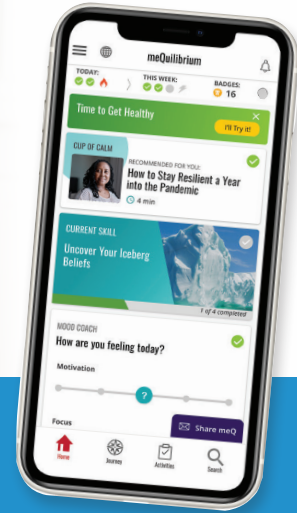 meQuilibrium
TODAY:
THIS WEEK:
BADGES:
16
Time to Get Healthy
I'll Try it!
CUP OF CALM
RECOMMENDED FOR YOU:
How to Stay Resilient a Year
into the Pandemic
4 min
CURRENT SKILL
Uncover Your Iceberg
Beliefs
1 of 4 completed
MOOD COACH
How are you feeling today?
Motivation
?
Share meQ
Focus
Home
Journey
Activities
Search